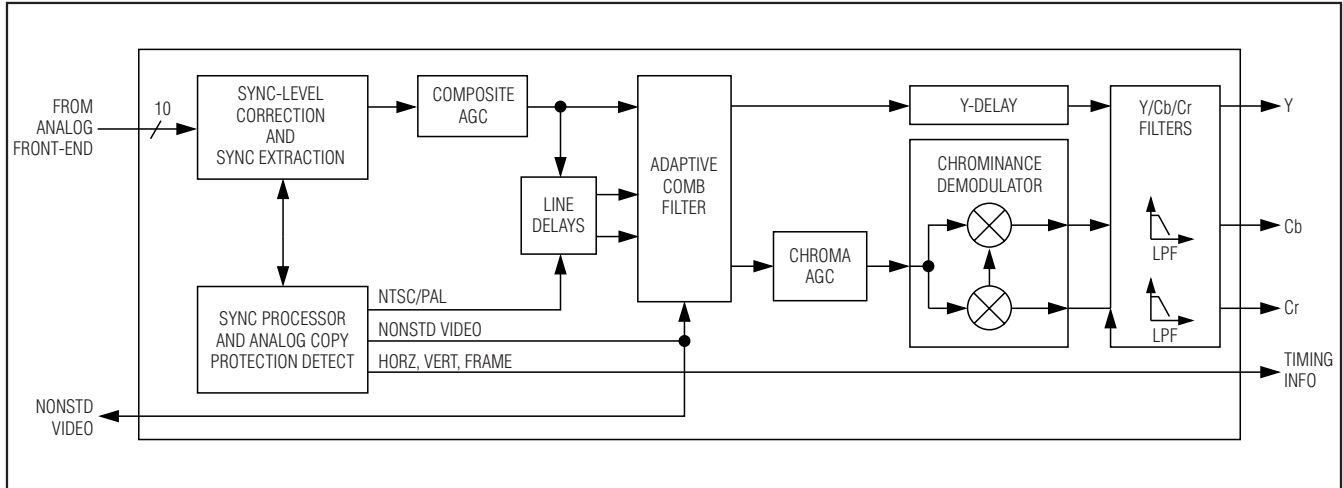 FROM
ANALOG
FRONT-END
10
SYNC-LEVEL
CORRECTION
AND
SYNC EXTRACTION
COMPOSITE
AGC
LINE
DELAYS
ADAPTIVE
COMB
FILTER
Y-DELAY
CHROMINANCE
DEMODULATOR
CHROMA
AGC
Y/Cb/Cr
FILTERS
LPF
LPF
Y
Cb
Cr
SYNC PROCESSOR
AND ANALOG COPY
PROTECTION DETECT
NTSC/PAL
NONSTD VIDEO
HORZ, VERT, FRAME
TIMING
INFO
NONSTD
VIDEO